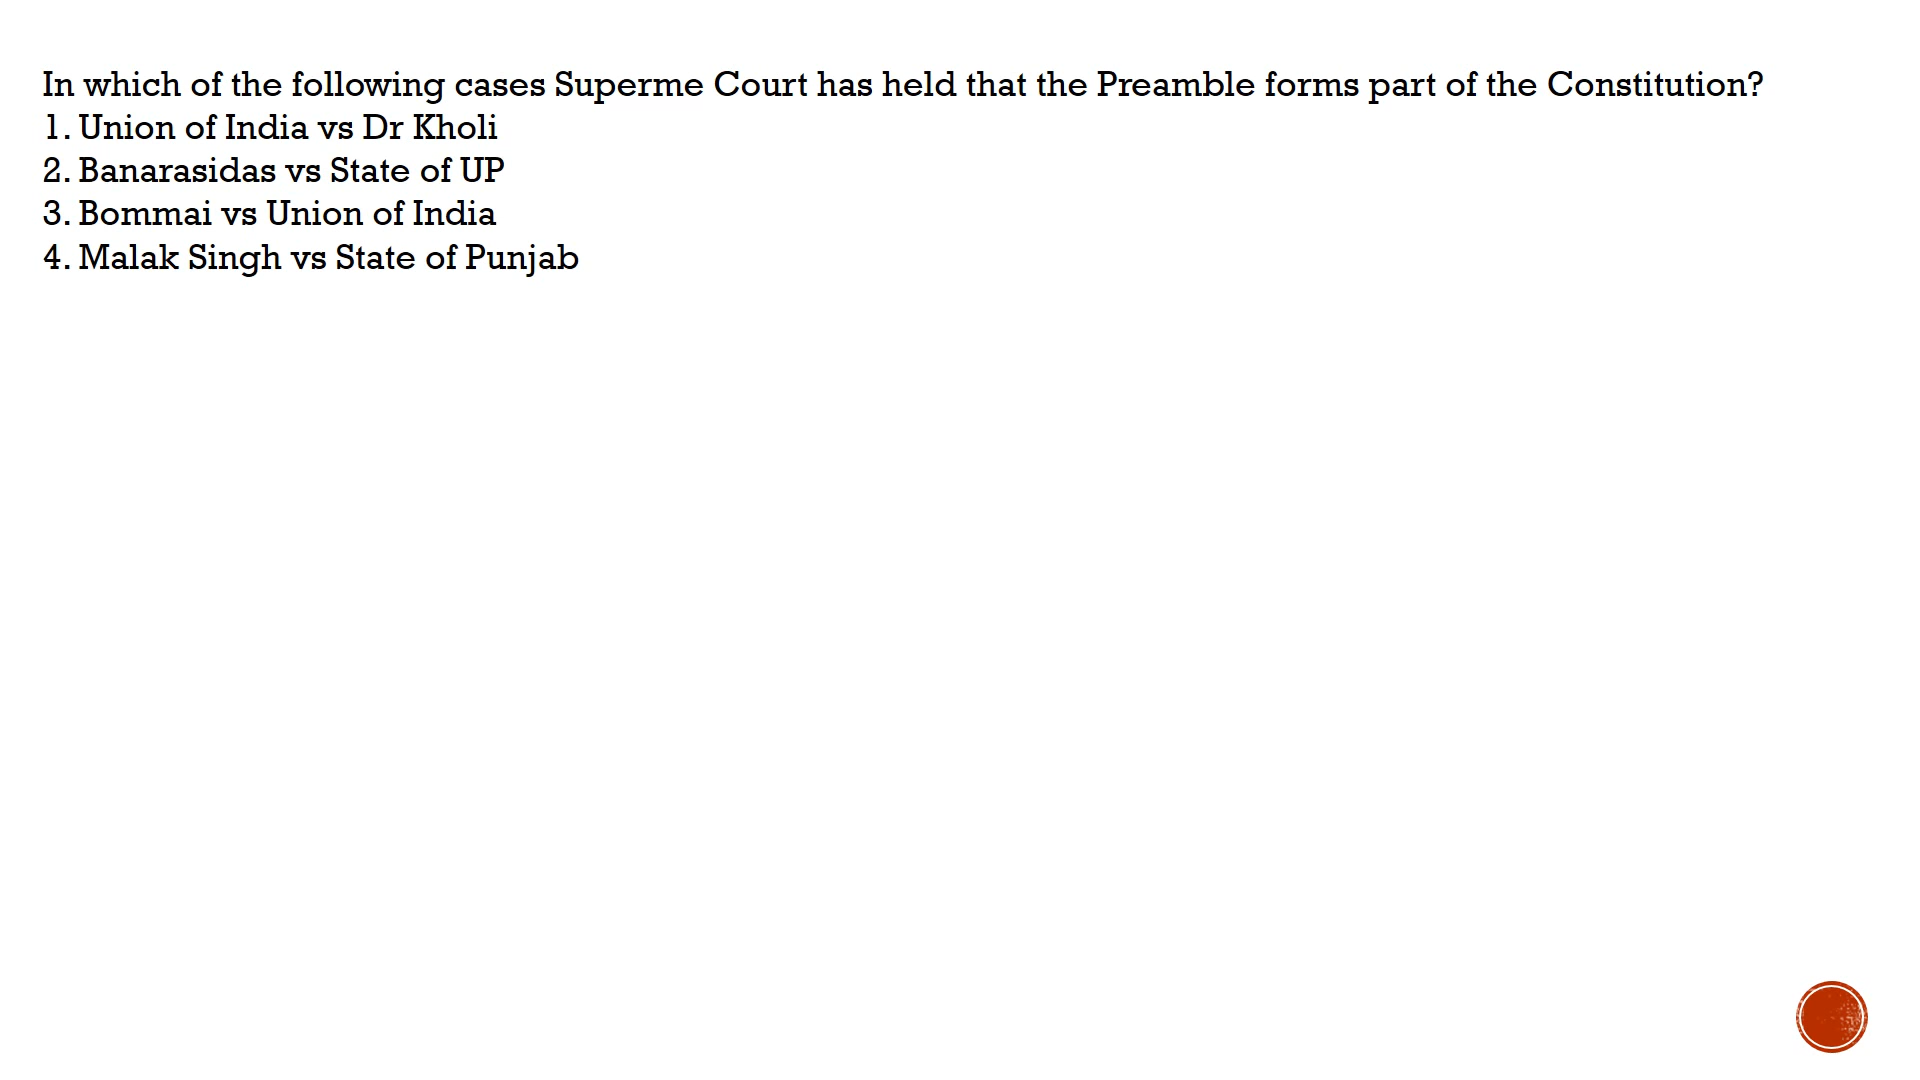 In which of the following cases Superme Court has held that the Preamble forms part of the Constitution?
1. Union of India vs Dr Kholi
2. Banarasidas vs State of UP
3. Bommai vs Union of India
4. Malak Singh vs State of Punjab